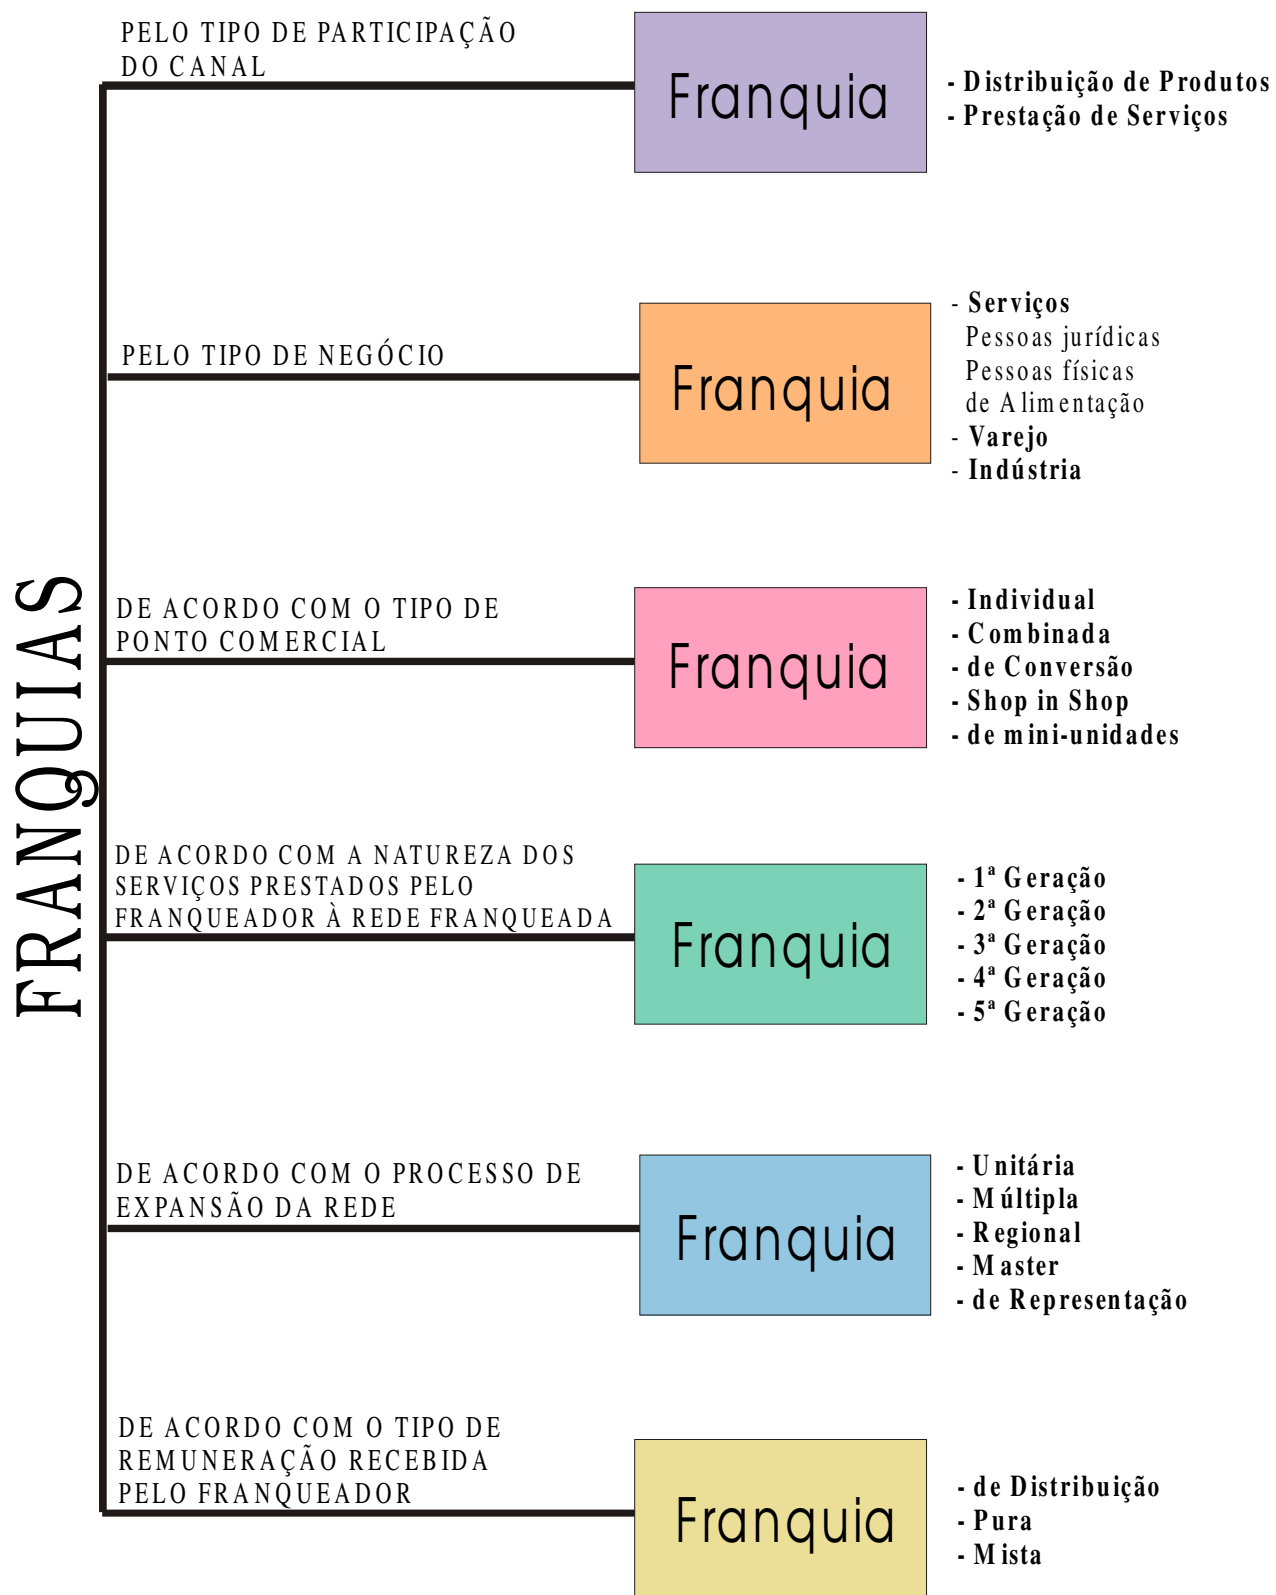 FRANQUIAS
PELO TIPO DE PARTICIPAÇÃO
DO CANAL
Franquia
- Distribuição de Produtos
- Prestação de Serviços
PELO TIPO DE NEGÓCIO
Franquia
- Serviços
Pessoas jurídicas
Pessoas físicas
de Alimentação
- Varejo
- Indústria
DE ACORDO COM O TIPO DE
PONTO COMERCIAL
Franquia
- Individual
- Combinada
- de Conversão
- Shop in Shop
- de mini-unidades
DE ACORDO COM A NATUREZA DOS
SERVIÇOS PRESTADOS PELO
FRANQUEADOR À REDE FRANQUEADA
Franquia
- 1ª Geração
- 2ª Geração
- 3ª Geração
- 4ª Geração
- 5ª Geração
DE ACORDO COM O PROCESSO DE
EXPANSÃO DA REDE
Franquia
- Unitária
- Múltipla
- Regional
- Master
- de Representação
DE ACORDO COM O TIPO DE
REMUNERAÇÃO RECEBIDA
PELO FRANQUEADOR
Franquia
- de Distribuição
- Pura
- Mista